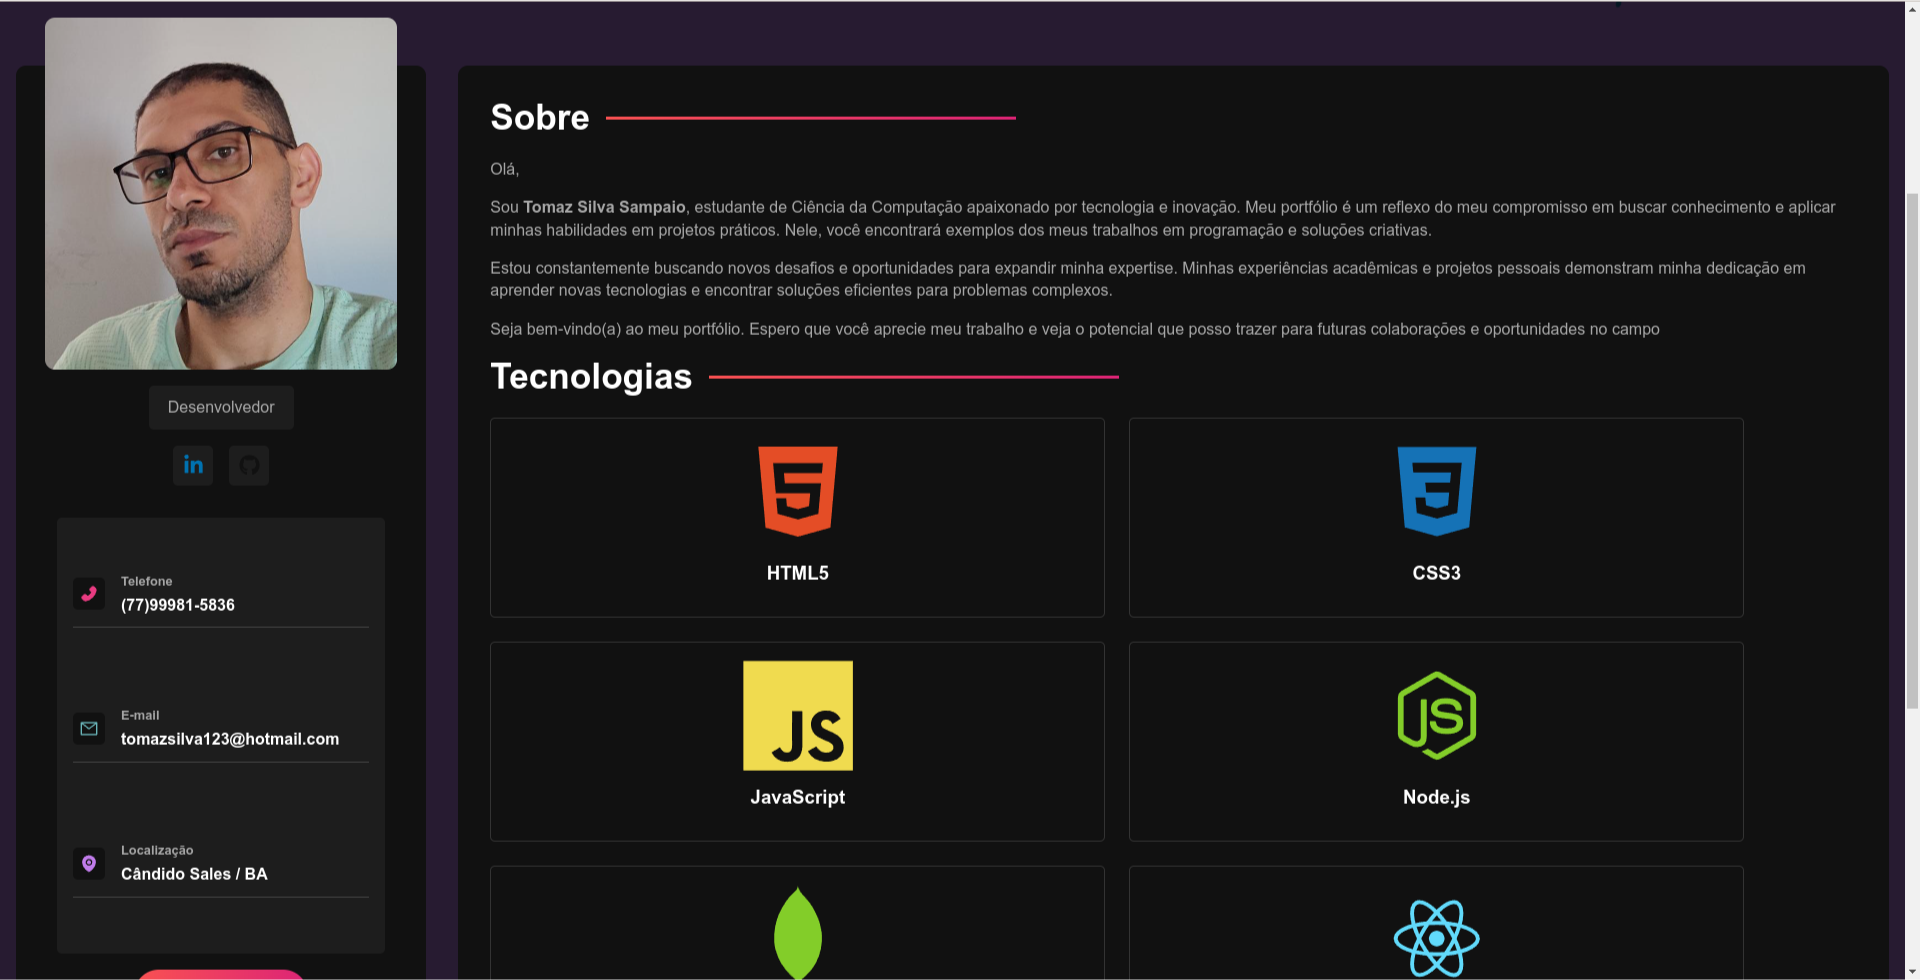 Desenvolvedor
in
Telefone
(77)99981-5836
E-mail
tomazsilva123@hotmail.com
Localização
Cândido Sales / BA
Sobre
Olá,
Sou Tomaz Silva Sampaio, estudante de Ciência da Computação apaixonado por tecnologia e inovação. Meu portfólio é um reflexo do meu compromisso em buscar conhecimento e aplicar
minhas habilidades em projetos práticos. Nele, você encontrará exemplos dos meus trabalhos em programação e soluções criativas.
Estou constantemente buscando novos desafios e oportunidades para expandir minha expertise. Minhas experiências acadêmicas e projetos pessoais demonstram minha dedicação em
aprender novas tecnologias e encontrar soluções eficientes para problemas complexos.
Seja bem-vindo(a) ao meu portfólio. Espero que você aprecie meu trabalho e veja o potencial que posso trazer para futuras colaborações e oportunidades no campo
Tecnologias
5
3
HTML5
CSS3
JS
JS
JavaScript
Node.js